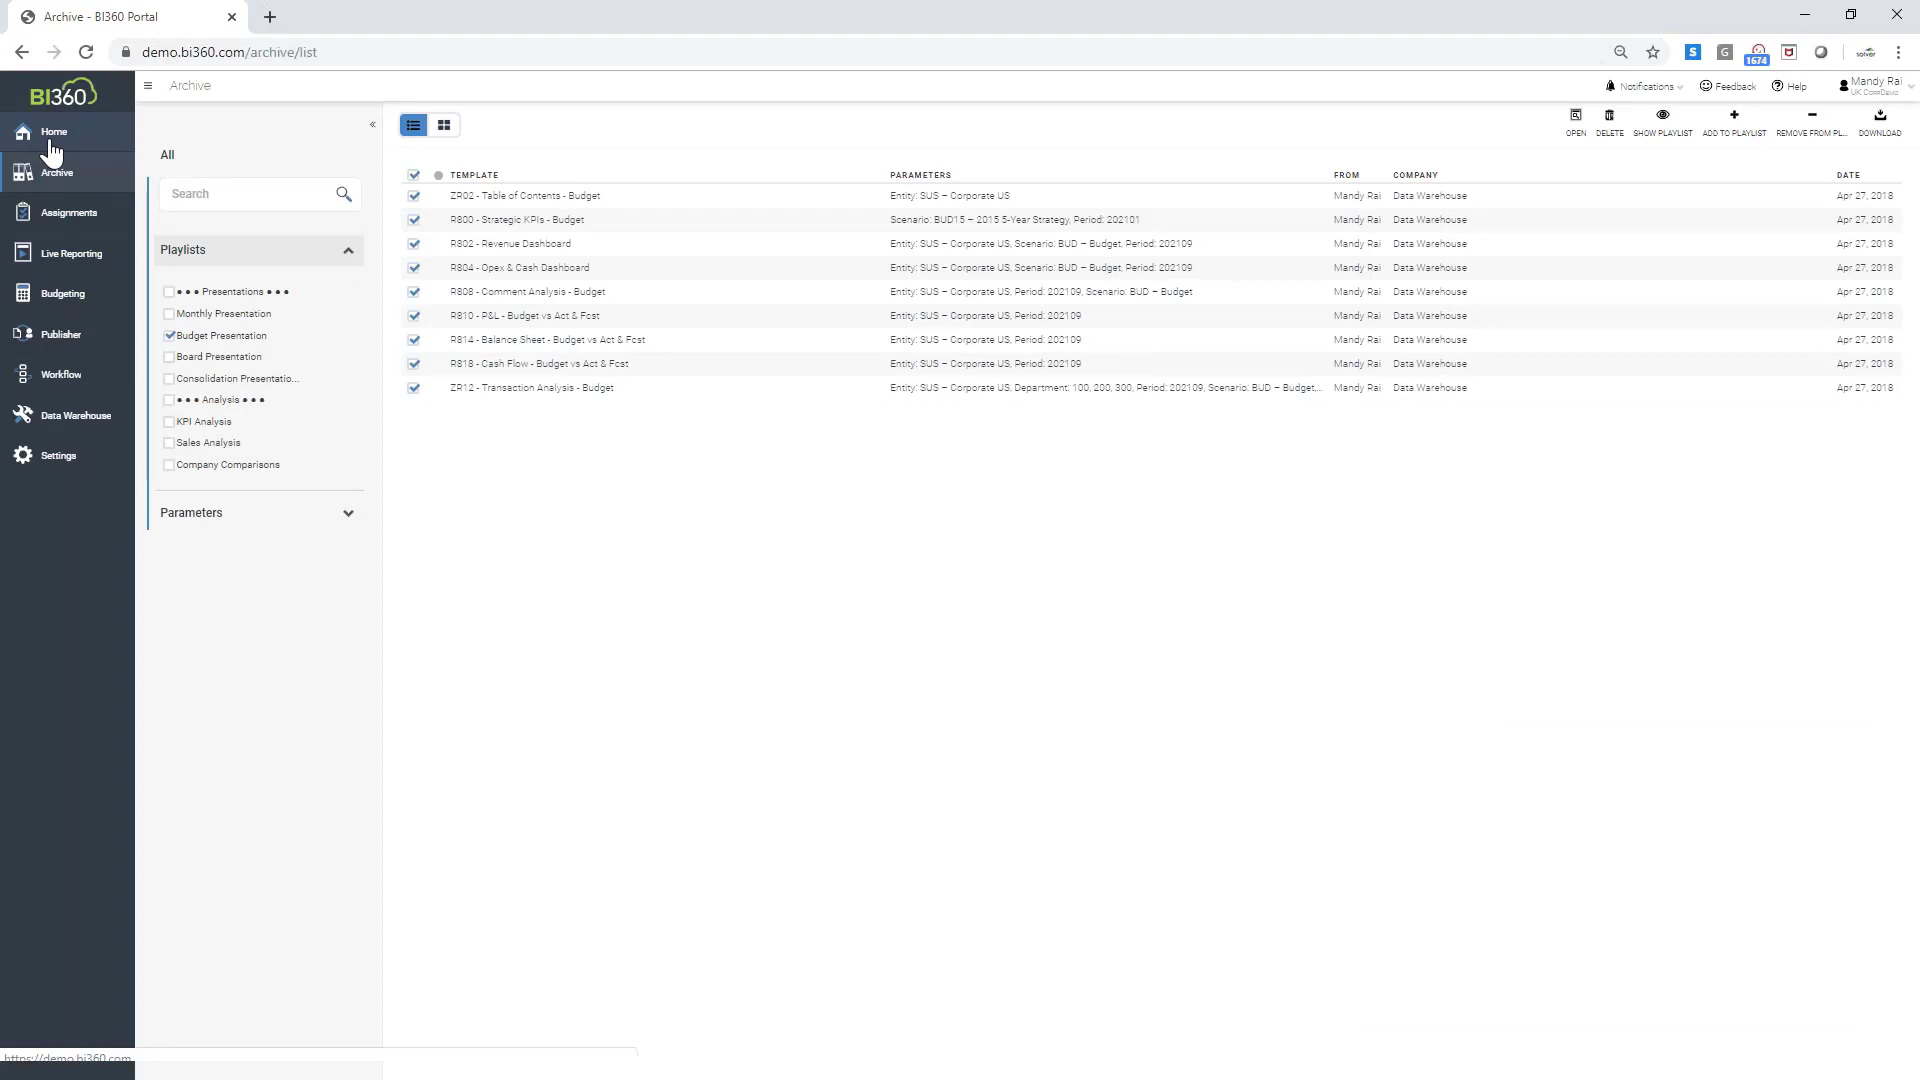 Archive - BI360 Portal
demo.bi360.com/archive/list
S
G
1674
solver
BI360
Archive
Notifications
Feedback
Help
Mandy Rai
Home
Archive
Assignments
Live Reporting
Budgeting
Publisher
Workflow
Data Warehouse
Settings
All
Search
Playlists
• • • Presentations • • •
Monthly Presentation
Budget Presentation
Board Presentation
Consolidation Presentatio...
• • • Analysis • • •
KPI Analysis
Sales Analysis
Company Comparisons
Parameters
OPEN DELETE SHOW PLAYLIST ADD TO PLAYLIST REMOVE FROM PL... DOWNLOAD
TEMPLATE PARAMETERS FROM COMPANY DATE
ZR02 - Table of Contents - Budget Entity: SUS – Corporate US Mandy Rai Data Warehouse Apr 27, 2018
R800 - Strategic KPIs - Budget Scenario: BUD15 – 2015 5-Year Strategy, Period: 202101 Mandy Rai Data Warehouse Apr 27, 2018
R802 - Revenue Dashboard Entity: SUS – Corporate US, Scenario: BUD – Budget, Period: 202109 Mandy Rai Data Warehouse Apr 27, 2018
R804 - Opex & Cash Dashboard Entity: SUS – Corporate US, Scenario: BUD – Budget, Period: 202109 Mandy Rai Data Warehouse Apr 27, 2018
R808 - Comment Analysis - Budget Entity: SUS – Corporate US, Period: 202109, Scenario: BUD – Budget Mandy Rai Data Warehouse Apr 27, 2018
R810 - P&L - Budget vs Act & Fcst Entity: SUS – Corporate US, Period: 202109 Mandy Rai Data Warehouse Apr 27, 2018
R814 - Balance Sheet - Budget vs Act & Fcst Entity: SUS – Corporate US, Period: 202109 Mandy Rai Data Warehouse Apr 27, 2018
R818 - Cash Flow - Budget vs Act & Fcst Entity: SUS – Corporate US, Period: 202109 Mandy Rai Data Warehouse Apr 27, 2018
ZR12 - Transaction Analysis - Budget Entity: SUS – Corporate US, Department: 100, 200, 300, Period: 202109, Scenario: BUD – Budget,... Mandy Rai Data Warehouse Apr 27, 2018
https://demo.bi360.com